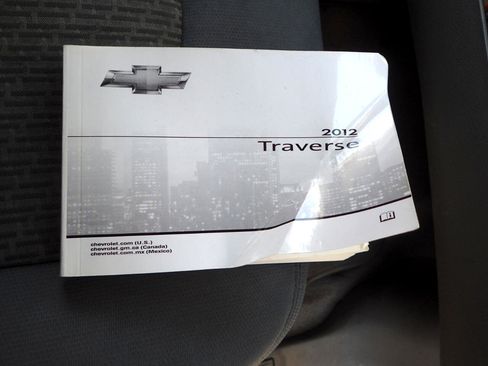 2012
Traverse
chevrolet.com (U.S.)
chevrolet.gm.ca (Canada)
chevrolet.com.mx (Mexico)